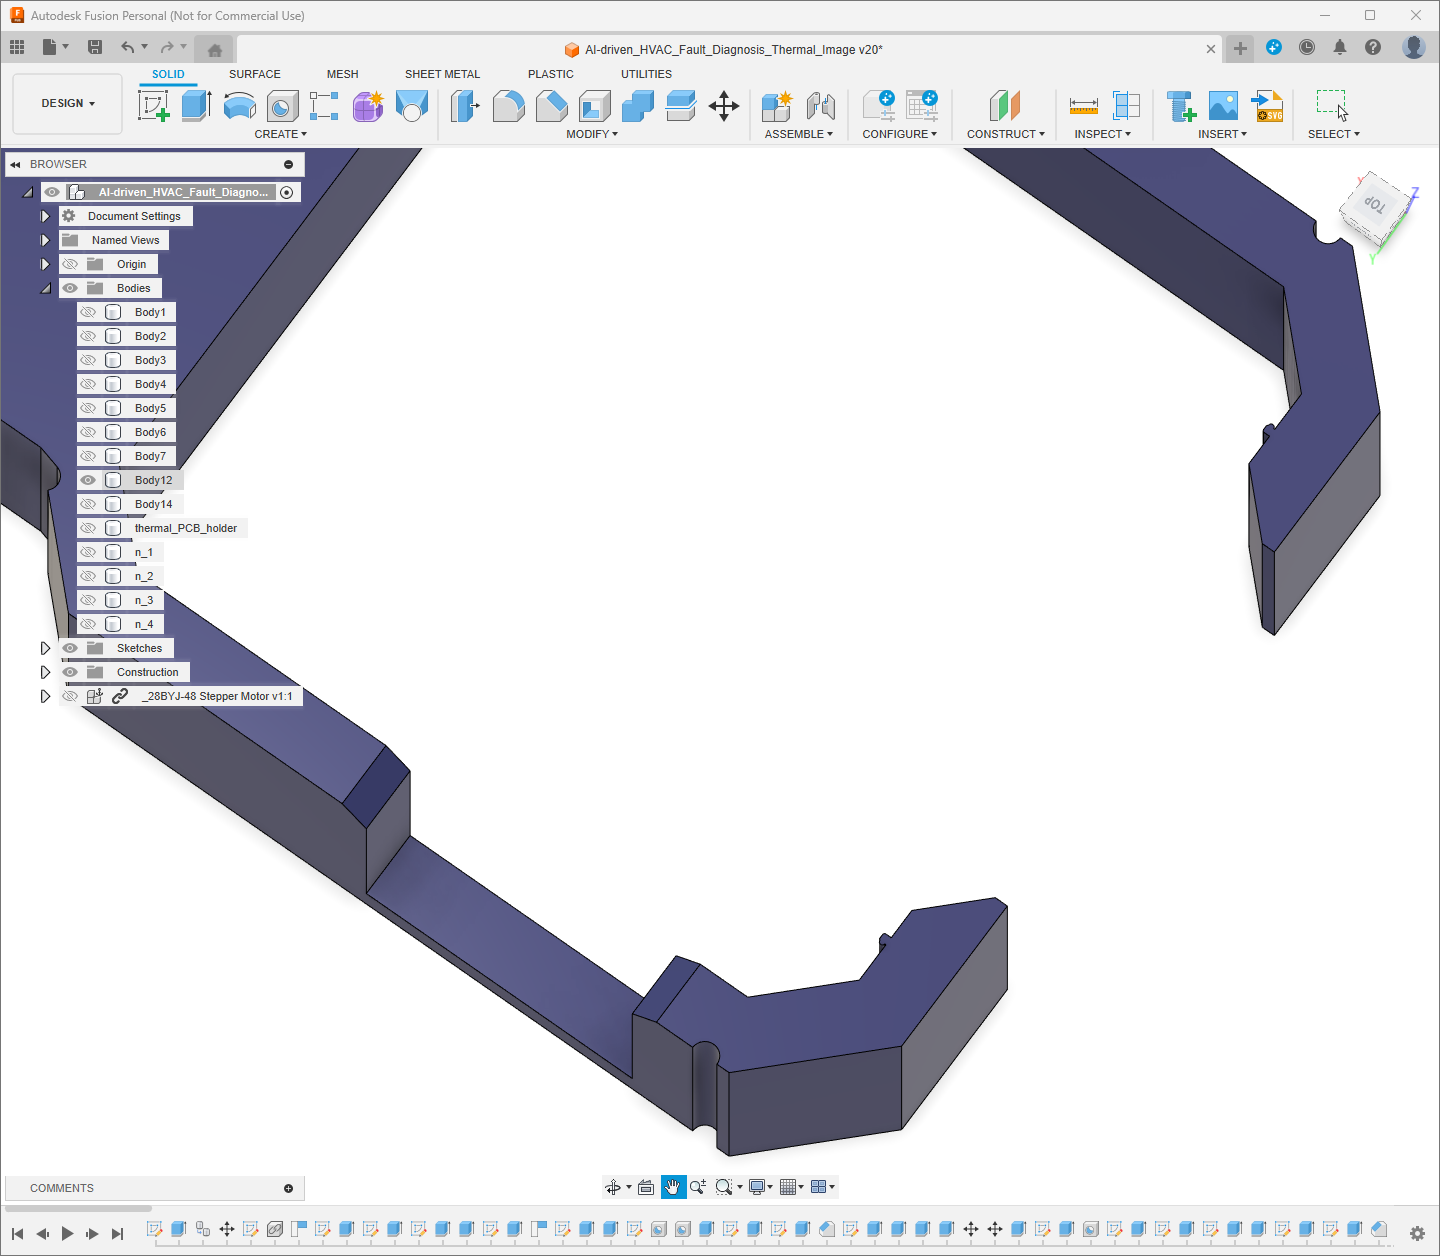 Autodesk Fusion Personal (Not for Commercial Use)
AI-driven_HVAC_Fault_Diagnosis_Thermal_Image v20*
SOLID SURFACE MESH SHEET METAL PLASTIC UTILITIES
DESIGN
CREATE MODIFY ASSEMBLE CONFIGURE CONSTRUCT INSPECT INSERT SELECT
SVG
BROWSER
AI-driven_HVAC_Fault_Diagno...
Document Settings
Named Views
Origin
Bodies
Body1
Body2
Body3
Body4
Body5
Body6
Body7
Body12
Body14
thermal_PCB_holder
n_1
n_2
n_3
n_4
Sketches
Construction
_28BYJ-48 Stepper Motor v1:1
X
Z
TOP
Y
COMMENTS